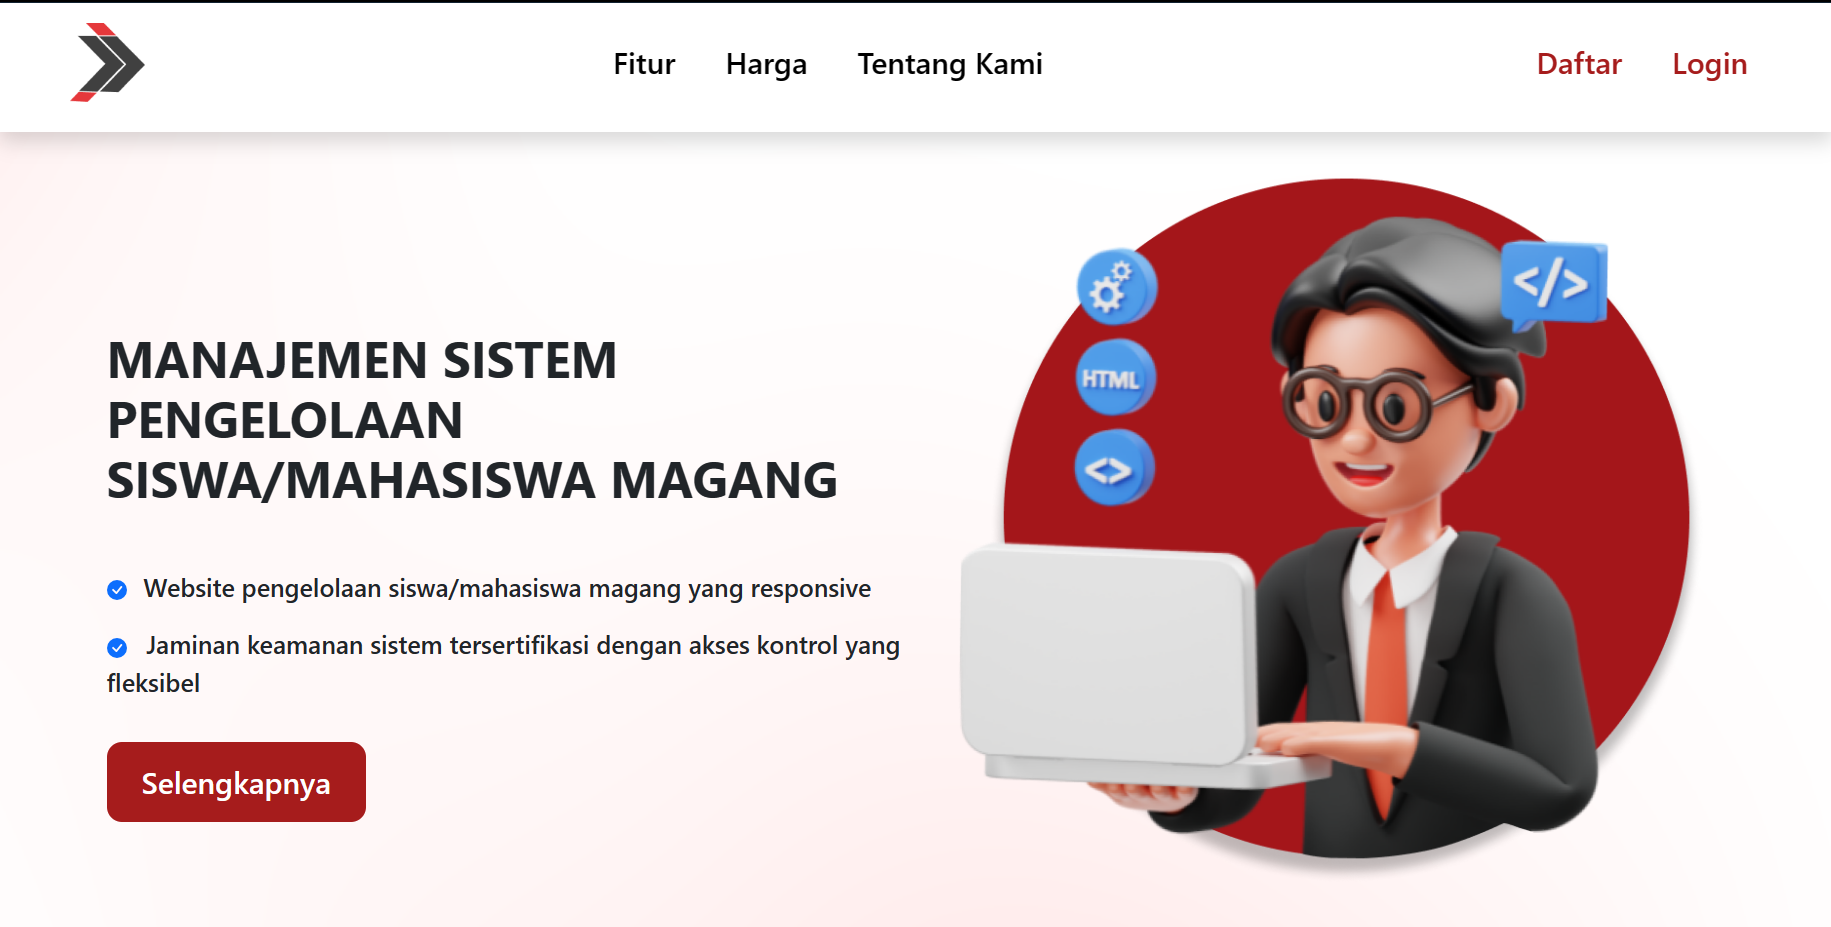 Fitur Harga Tentang Kami Daftar Login
MANAJEMEN SISTEM
PENGELOLAAN
SISWA/MAHASISWA MAGANG
Website pengelolaan siswa/mahasiswa magang yang responsive
Jaminan keamanan sistem tersertifikasi dengan akses kontrol yang
fleksibel
Selengkapnya
</>
HTML
<>